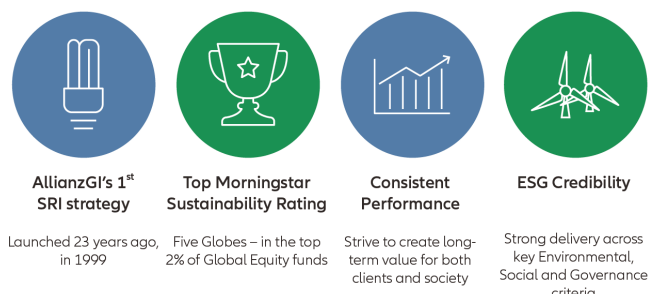 AllianzGI's 1st
SRI strategy
Launched 23 years ago,
in 1999
Top Morningstar
Sustainability Rating
Five Globes – in the top
2% of Global Equity funds
Consistent
Performance
Strive to create long-
term value for both
clients and society
ESG Credibility
Strong delivery across
key Environmental,
Social and Governance
criteria